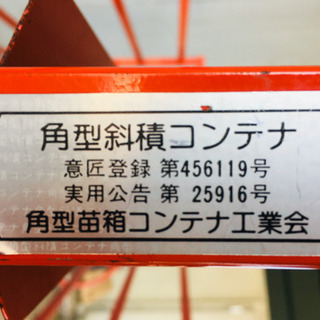 角型斜積コンテナ
意匠登録 第456119号
実用公告 第 25916号
角型苗箱コンテナ工業会